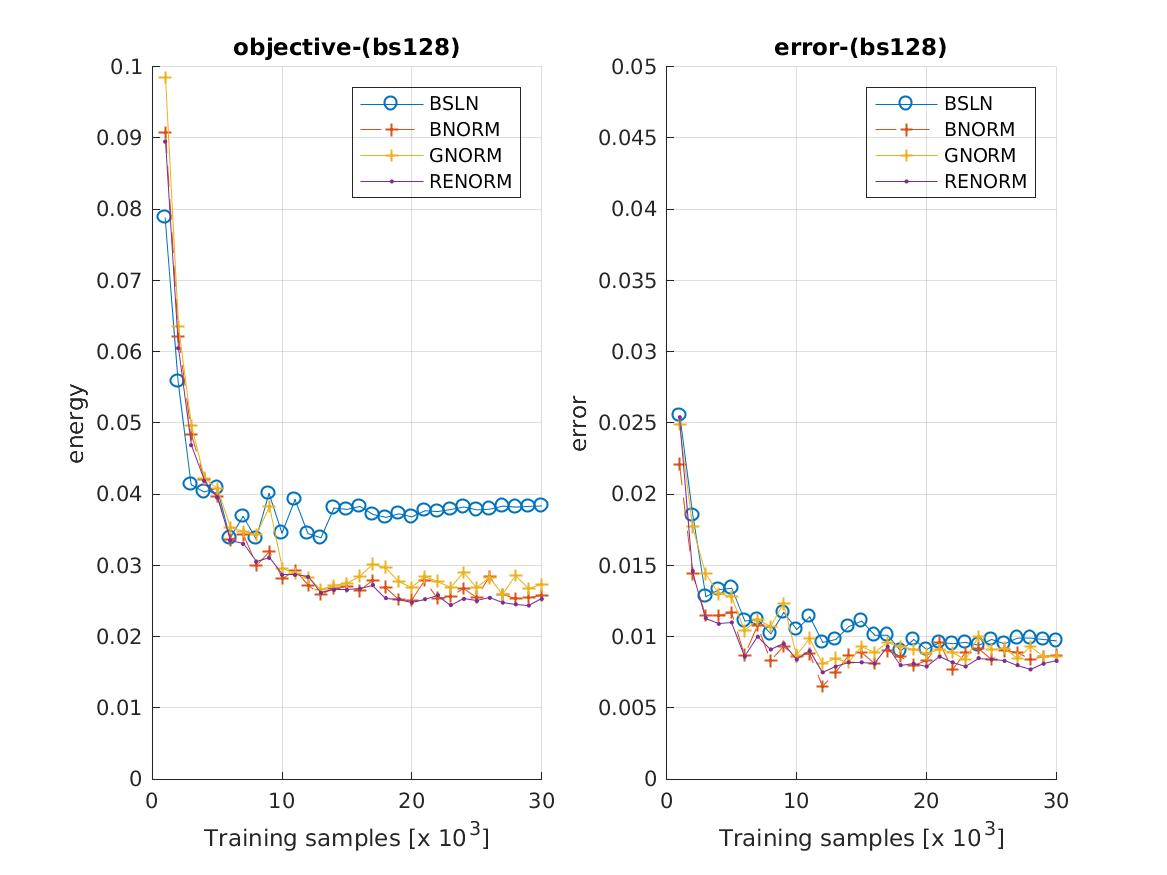 objective-(bs128)
0.1
0.09
0.08
0.07
0.06
0.05
0.04
0.03
0.02
0.01
0
energy
BSLN
BNORM
GNORM
RENORM
0 10 20 30
Training samples [x 10^3]
error-(bs128)
0.05
0.045
0.04
0.035
0.03
0.025
0.02
0.015
0.01
0.005
0
error
BSLN
BNORM
GNORM
RENORM
0 10 20 30
Training samples [x 10^3]